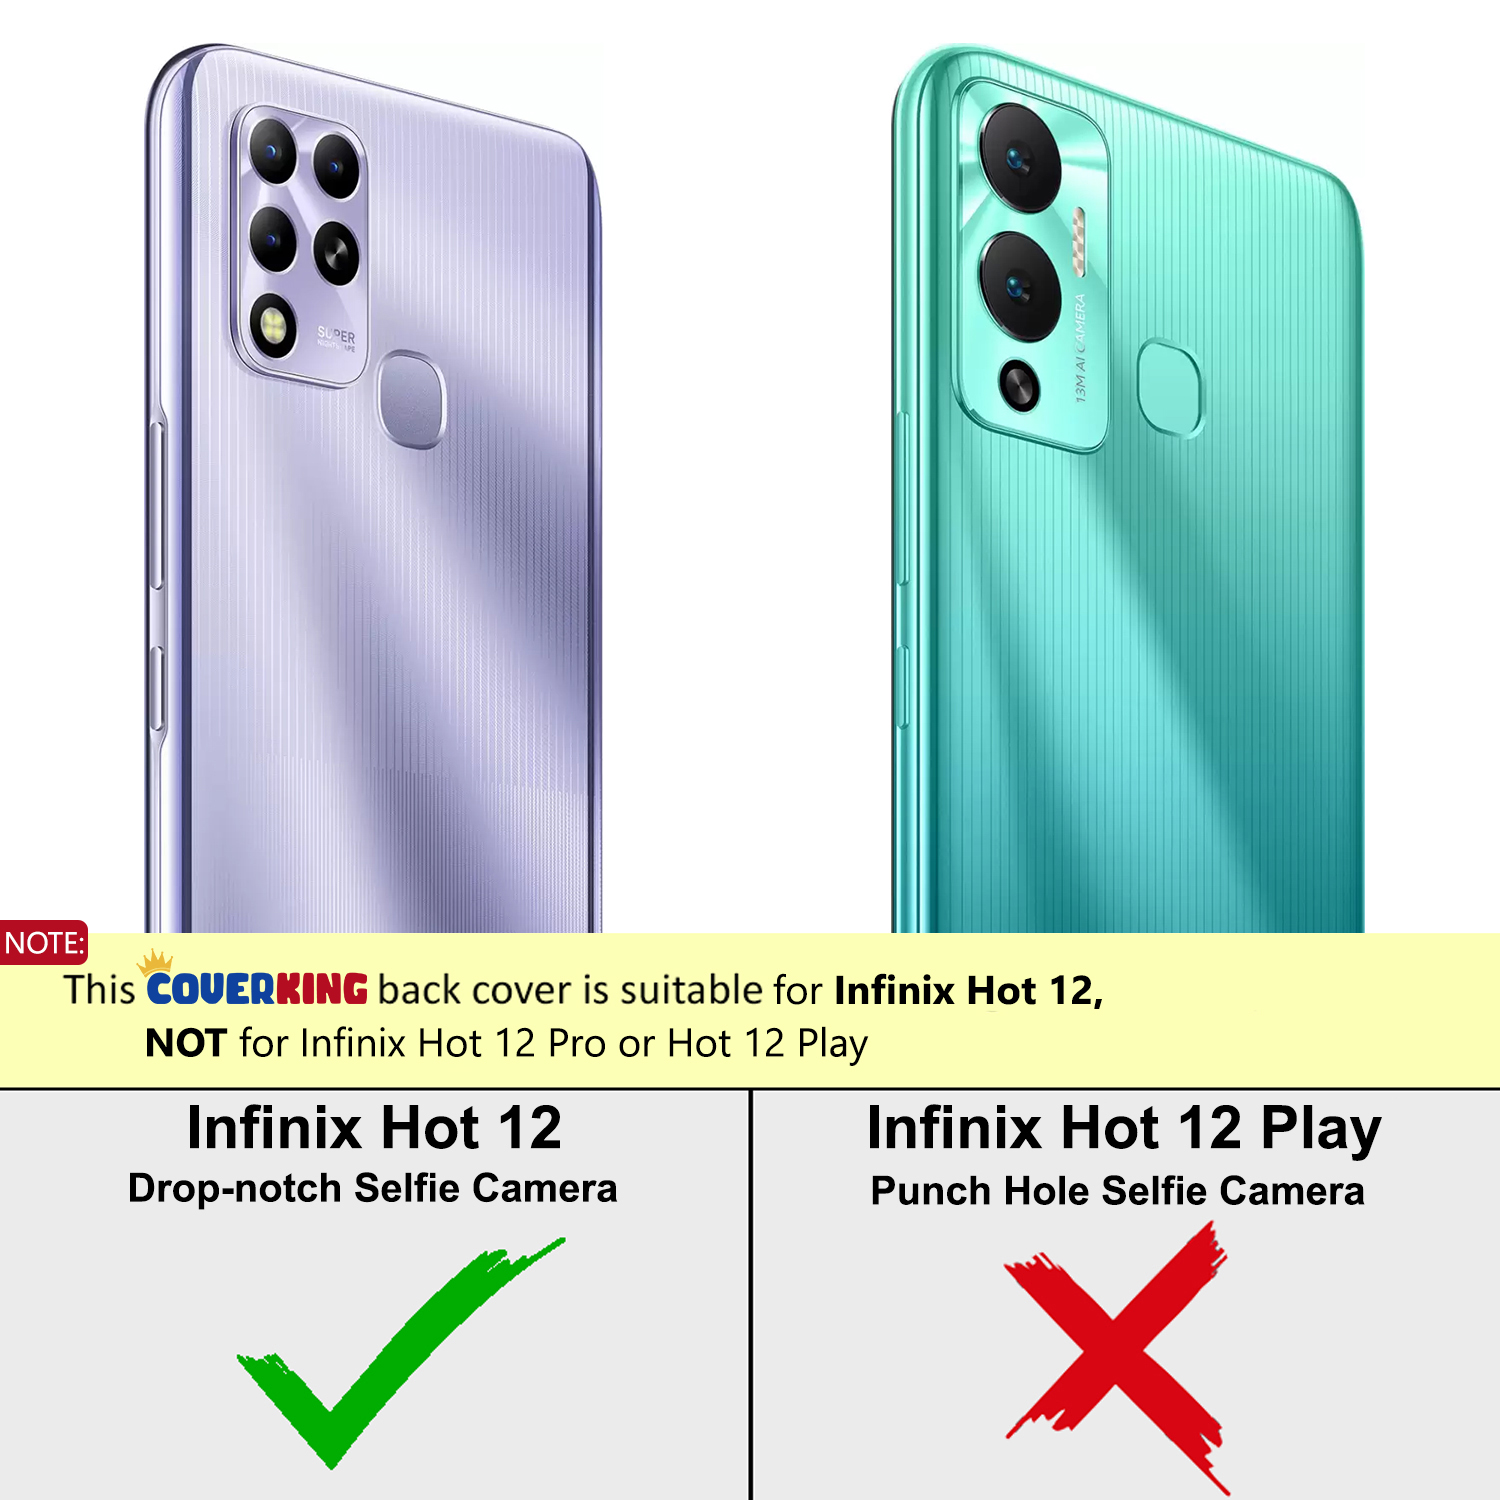 SUPER
13M AI CAMERA
NOTE:
This COVERKING back cover is suitable for Infinix Hot 12,
NOT for Infinix Hot 12 Pro or Hot 12 Play
Infinix Hot 12
Drop-notch Selfie Camera
Infinix Hot 12 Play
Punch Hole Selfie Camera